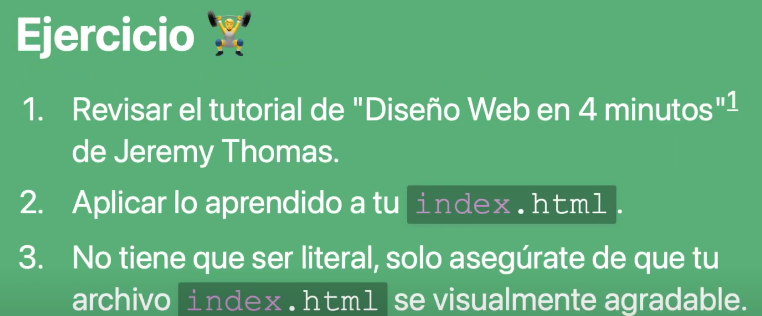 Ejercicio 🏋️
1. Revisar el tutorial de "Diseño Web en 4 minutos"1
de Jeremy Thomas.
2. Aplicar lo aprendido a tu index.html.
3. No tiene que ser literal, solo asegúrate de que tu
archivo index.html se visualmente agradable.